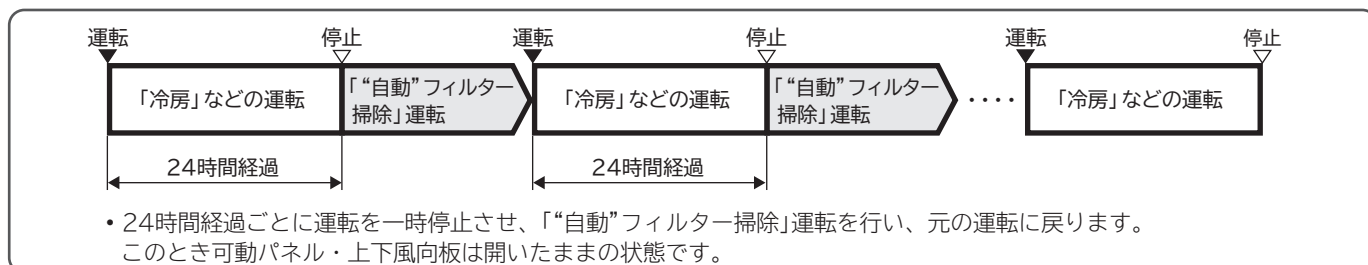 運転 停止 運転 停止 運転 停止
「冷房」などの運転 「“自動”フィルター掃除」運転 「冷房」などの運転 「“自動”フィルター掃除」運転 ････ 「冷房」などの運転
24時間経過 24時間経過
• 24時間経過ごとに運転を一時停止させ、「“自動”フィルター掃除」運転を行い、元の運転に戻ります。
このとき可動パネル・上下風向板は開いたままの状態です。